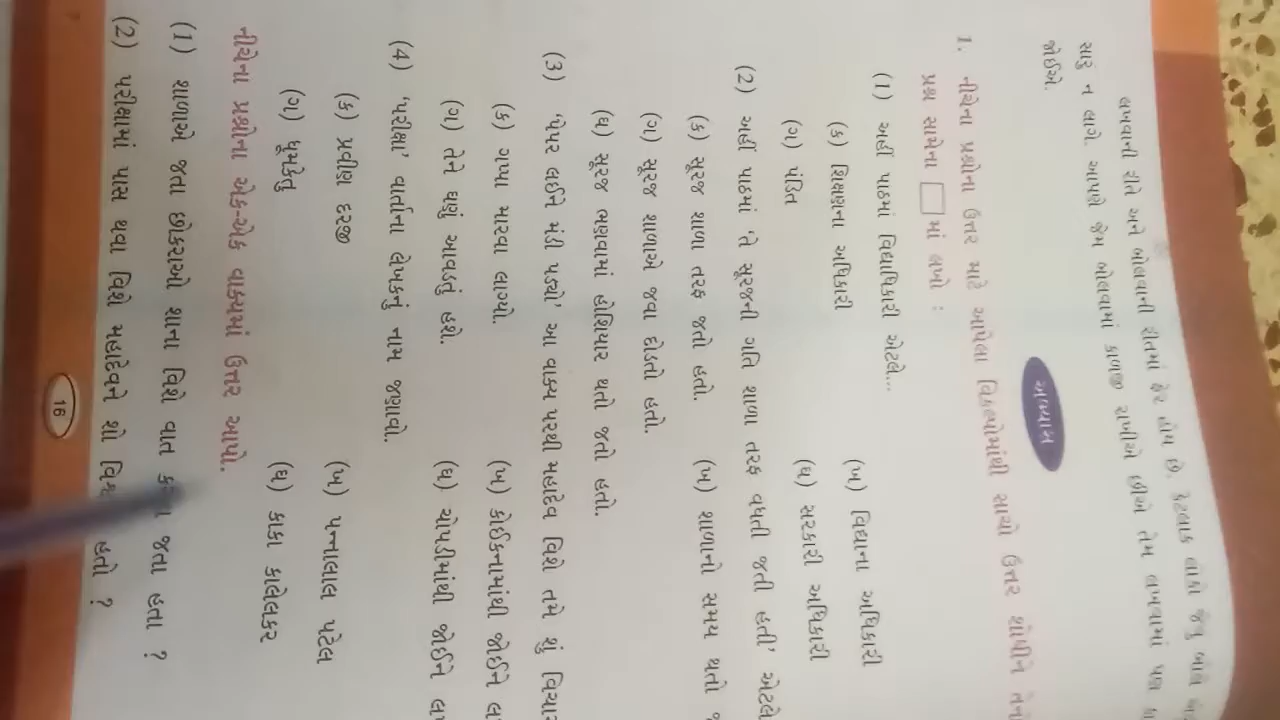 લખવાની રીતે અને બોલવાની રીતમાં ફેર હોય છે. કેટલાક લોકો જેવું બોલે
સારું ન લાગે. આપણે જેમ બોલવામાં કાળજી રાખીએ છીએ તેમ લખવામાં પણ
જોઈએ.
અભ્યાસ
1. નીચેના પ્રશ્નોના ઉત્તર માટે આપેલા વિકલ્પોમાંથી સાચો ઉત્તર શોધીને તેનો
પ્રશ્ન સામેના □ માં લખો :
(1) અહીં પાઠમાં વિદ્યાધિકારી એટલે...
(ક) શિક્ષણના અધિકારી (ખ) વિદ્યાના અધિકારી
(ગ) પંડિત (ઘ) સરકારી અધિકારી
(2) અહીં પાઠમાં 'તે સૂરજની ગતિ શાળા તરફ વધતી જતી હતી' એટલે
(ક) સૂરજ શાળા તરફ જતો હતો. (ખ) શાળાનો સમય થતો
(ગ) સૂરજ શાળાએ જવા દોડતો હતો.
(ઘ) સૂરજ ભણવામાં હોશિયાર થતો જતો હતો.
(3) 'પેપર લઈને મંડી પડશે' આ વાક્ય પરથી મહાદેવ વિશે તમે શું
(ક) ગપ્પા મારવા લાગ્યો. (ખ) કોઈકનામાંથી જોઈને
(ગ) તેને ઘણું આવડતું હશે. (ઘ) ચોપડીમાંથી જોઈને
(4) 'પરીક્ષા' વાર્તાના લેખકનું નામ જણાવો.
(ક) પ્રવીણ દરજી (ખ) પન્નાલાલ પટેલ
(ગ) ધૂમકેતુ (ઘ) કાકા કાલેલકર
નીચેના પ્રશ્નોના એક-એક વાક્યમાં ઉત્તર આપો.
(1) શાળાએ જતા છોકરાઓ શાના વિશે વાત જતા હતા ?
(2) પરીક્ષામાં પાસ થવા વિશે મહાદેવને શો હતો ?
16